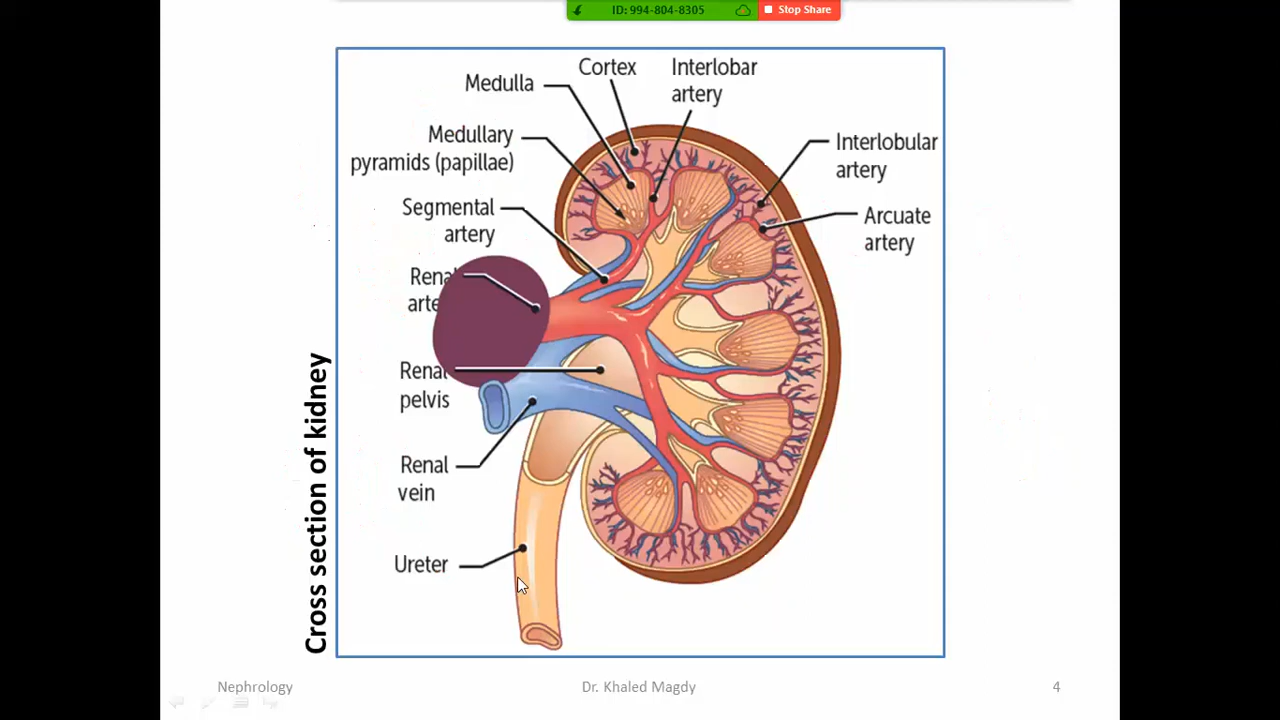 ID: 994-804-8305
Stop Share
Cortex
Interlobar
artery
Medulla
Medullary
pyramids (papillae)
Interlobular
artery
Segmental
artery
Arcuate
artery
Renal
pelvis
Renal
vein
Ureter
Cross section of kidney
Nephrology
Dr. Khaled Magdy
4